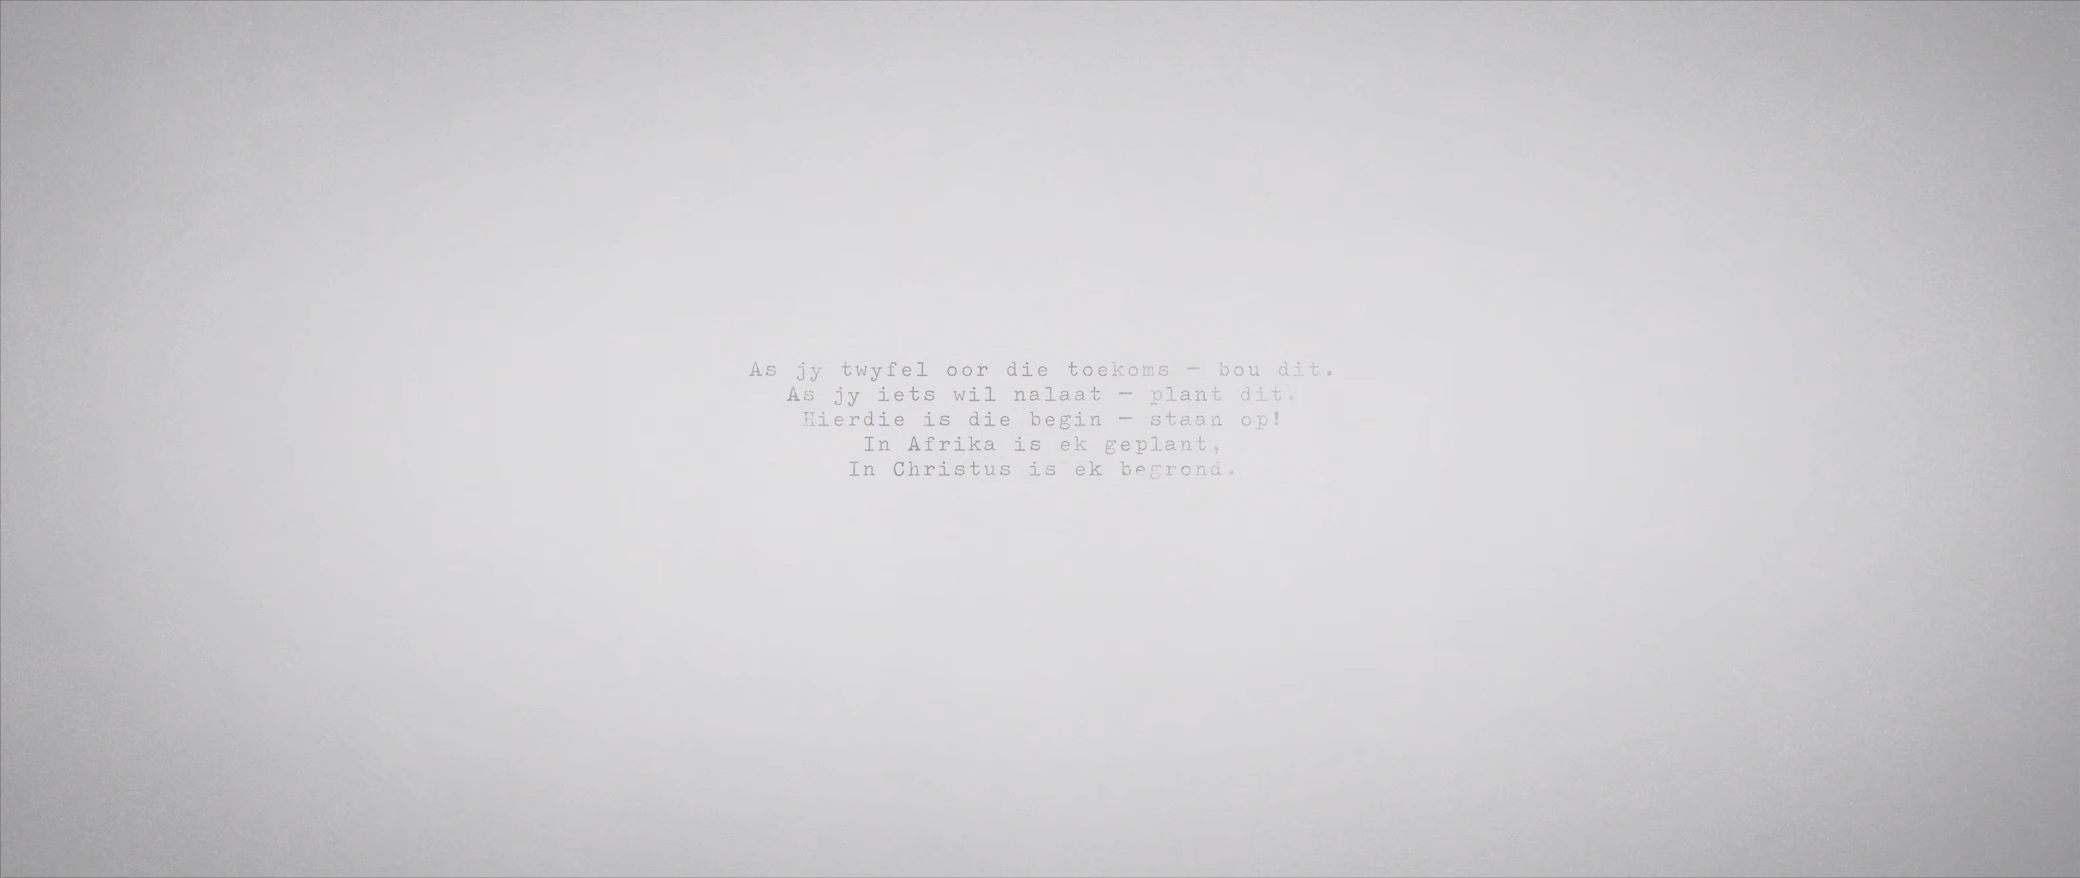 As jy twyfel oor die toekoms — bou dit.
As jy iets wil nalaat — plant dit.
Hierdie is die begin — staan op!
In Afrika is ek geplant,
In Christus is ek begrond.